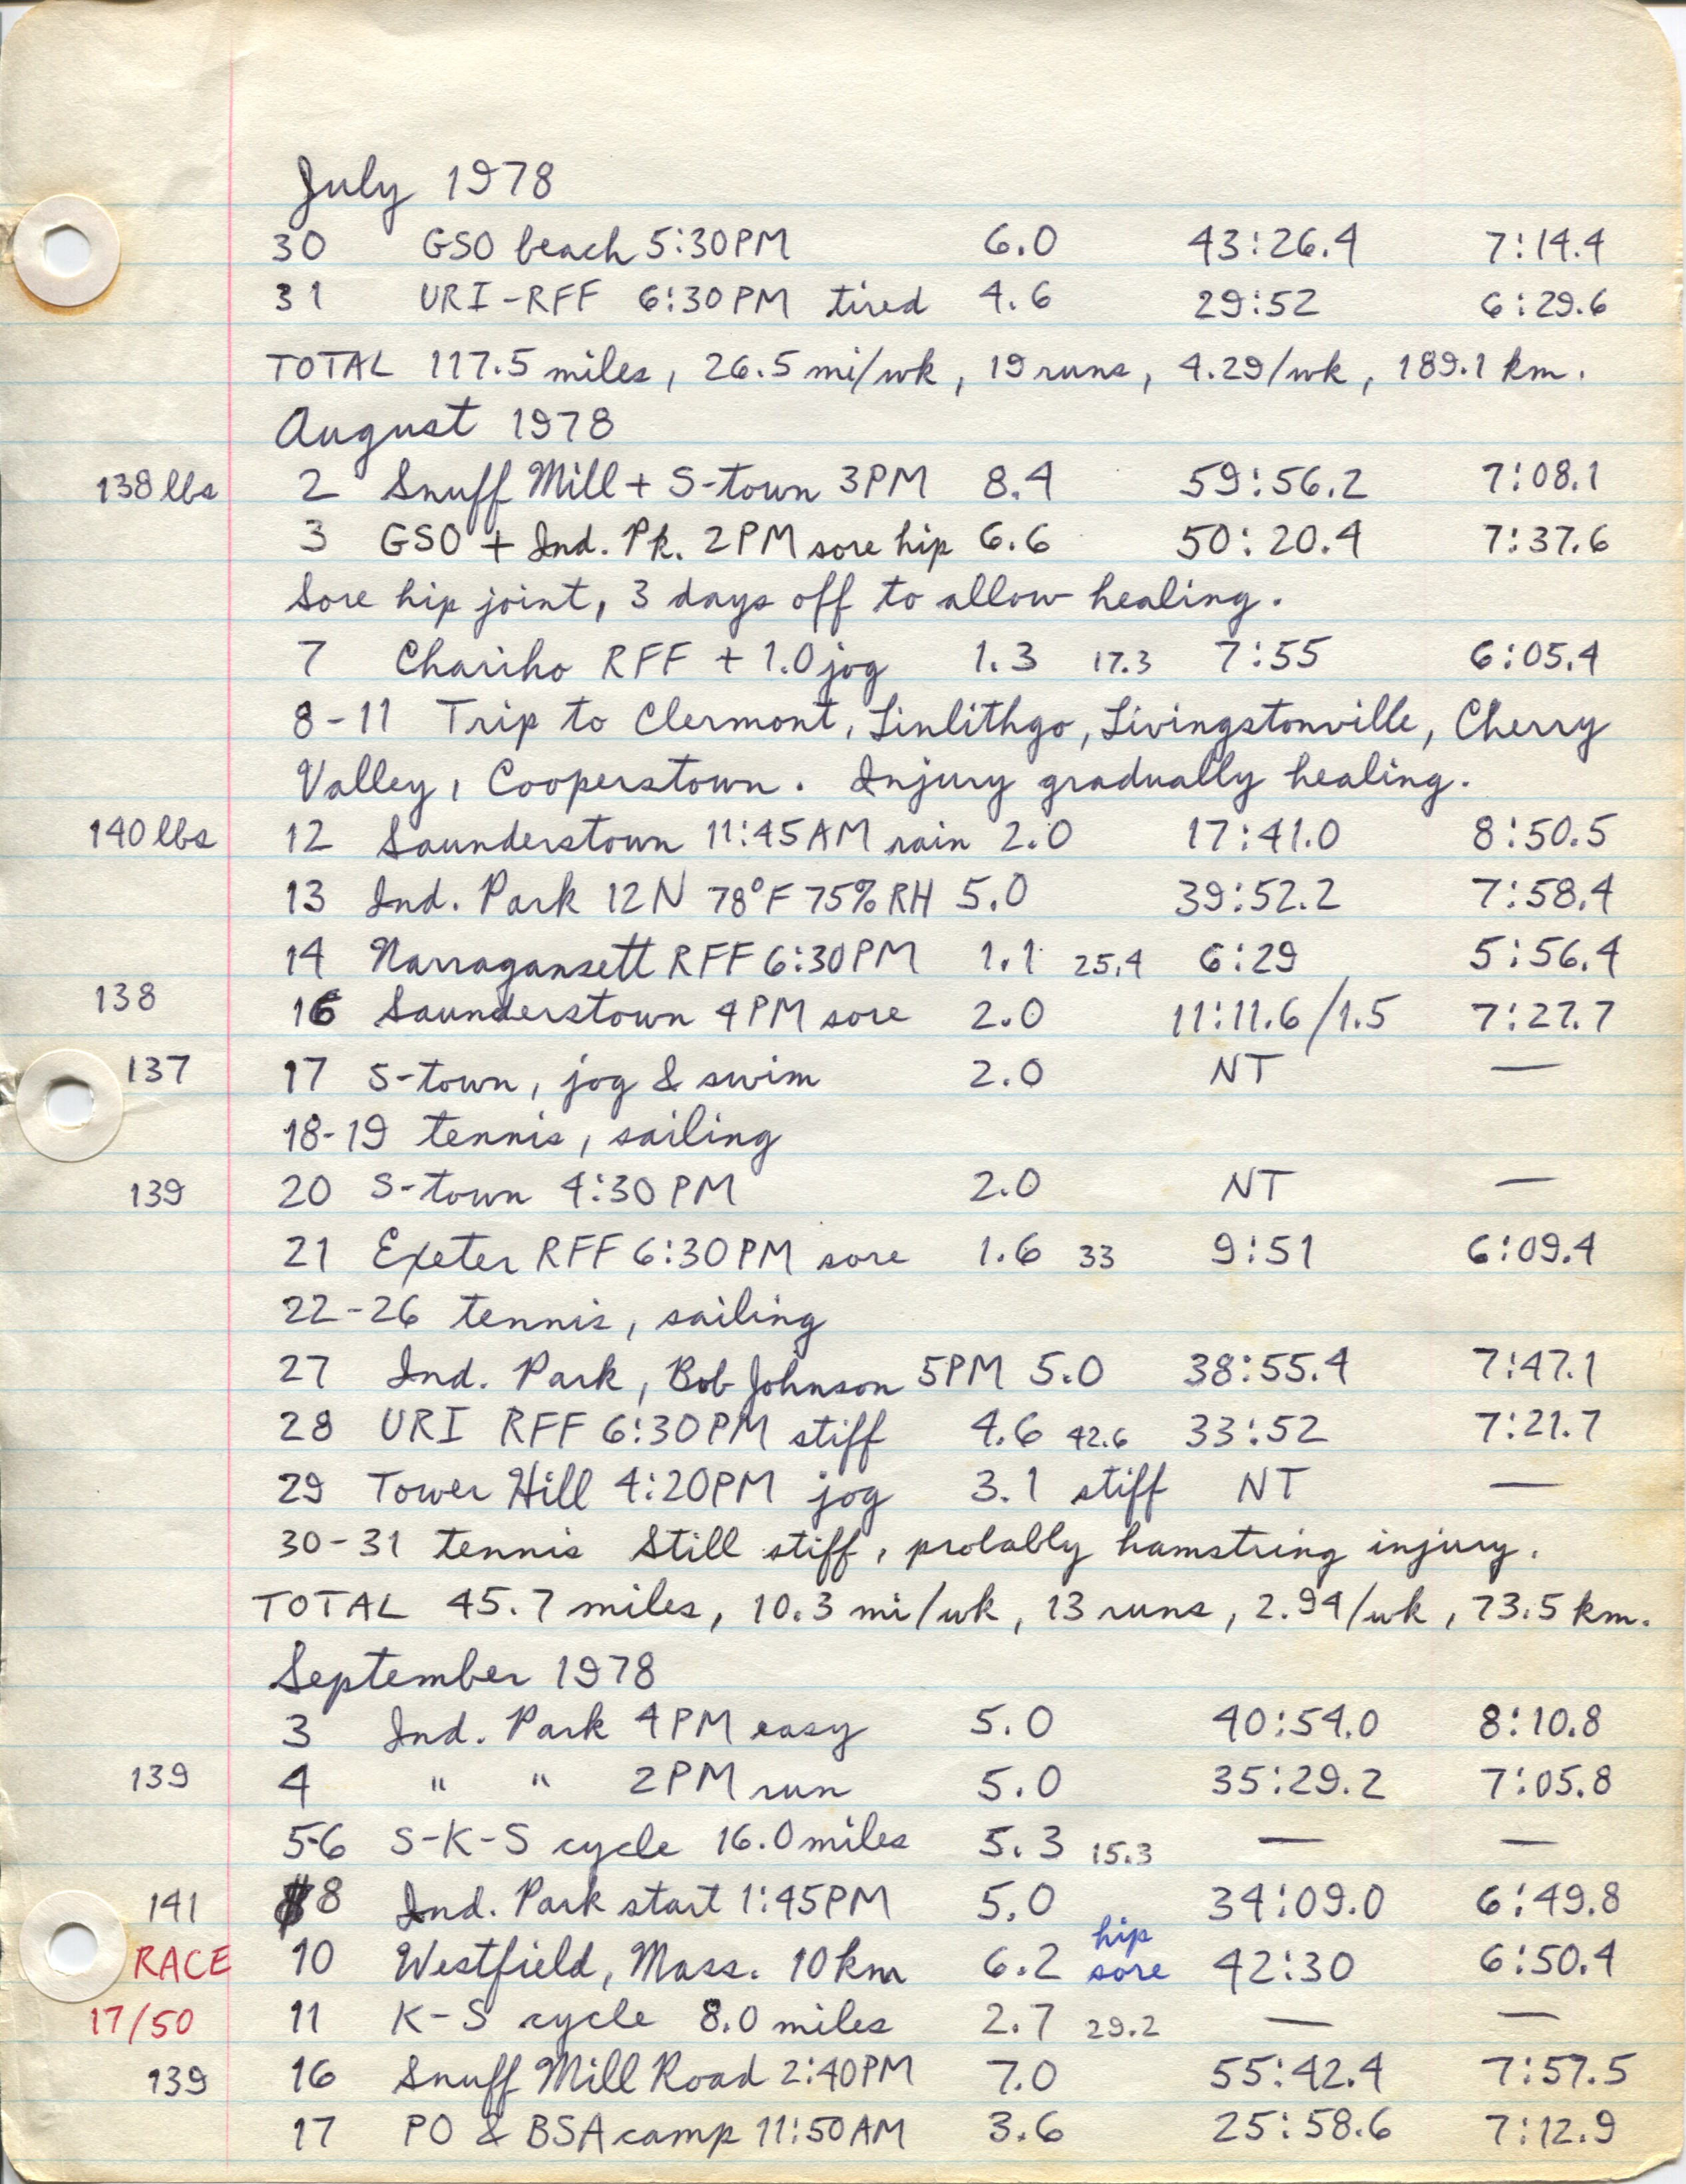 July 1978
30 GSO beach 5:30PM 6.0 43:26.4 7:14.4
31 URI-RFF 6:30PM tired 4.6 29:52 6:29.6
TOTAL 117.5 miles, 26.5 mi/wk, 19 runs, 4.29/wk, 189.1 km.
August 1978
138 lbs 2 Snuff Mill + S-town 3PM 8.4 59:56.2 7:08.1
3 GSO + Ind. Pk. 2PM sore hip 6.6 50:20.4 7:37.6
Sore hip joint, 3 days off to allow healing.
7 Chariho RFF + 1.0 jog 1.3 17.3 7:55 6:05.4
8-11 Trip to Clermont, Linlithgo, Livingstonville, Cherry
Valley, Cooperstown. Injury gradually healing.
140 lbs 12 Saunderstown 11:45AM rain 2.0 17:41.0 8:50.5
13 Ind. Park 12N 78°F 75% RH 5.0 39:52.2 7:58.4
14 Narragansett RFF 6:30PM 1.1 25.4 6:29 5:56.4
138 16 Saunderstown 4PM sore 2.0 11:11.6/1.5 7:27.7
137 17 S-town, jog & swim 2.0 NT —
18-19 tennis, sailing
139 20 S-town 4:30 PM 2.0 NT —
21 Exeter RFF 6:30PM sore 1.6 33 9:51 6:09.4
22-26 tennis, sailing
27 Ind. Park, Bob Johnson 5PM 5.0 38:55.4 7:47.1
28 URI RFF 6:30PM stiff 4.6 42.6 33:52 7:21.7
29 Tower Hill 4:20PM jog 3.1 stiff NT —
30-31 tennis Still stiff, probably hamstring injury.
TOTAL 45.7 miles, 10.3 mi/wk, 13 runs, 2.94/wk, 73.5 km.
September 1978
3 Ind. Park 4PM easy 5.0 40:54.0 8:10.8
139 4 " " 2PM run 5.0 35:29.2 7:05.8
5-6 S-K-S cycle 16.0 miles 5.3 15.3 — —
141 8 Ind. Park start 1:45PM 5.0 34:09.0 6:49.8
RACE 10 Westfield, Mass. 10km 6.2 hip sore 42:30 6:50.4
17/50 11 K-S cycle 8.0 miles 2.7 29.2 — —
139 16 Snuff Mill Road 2:40PM 7.0 55:42.4 7:57.5
17 PO & BSA camp 11:50AM 3.6 25:58.6 7:12.9